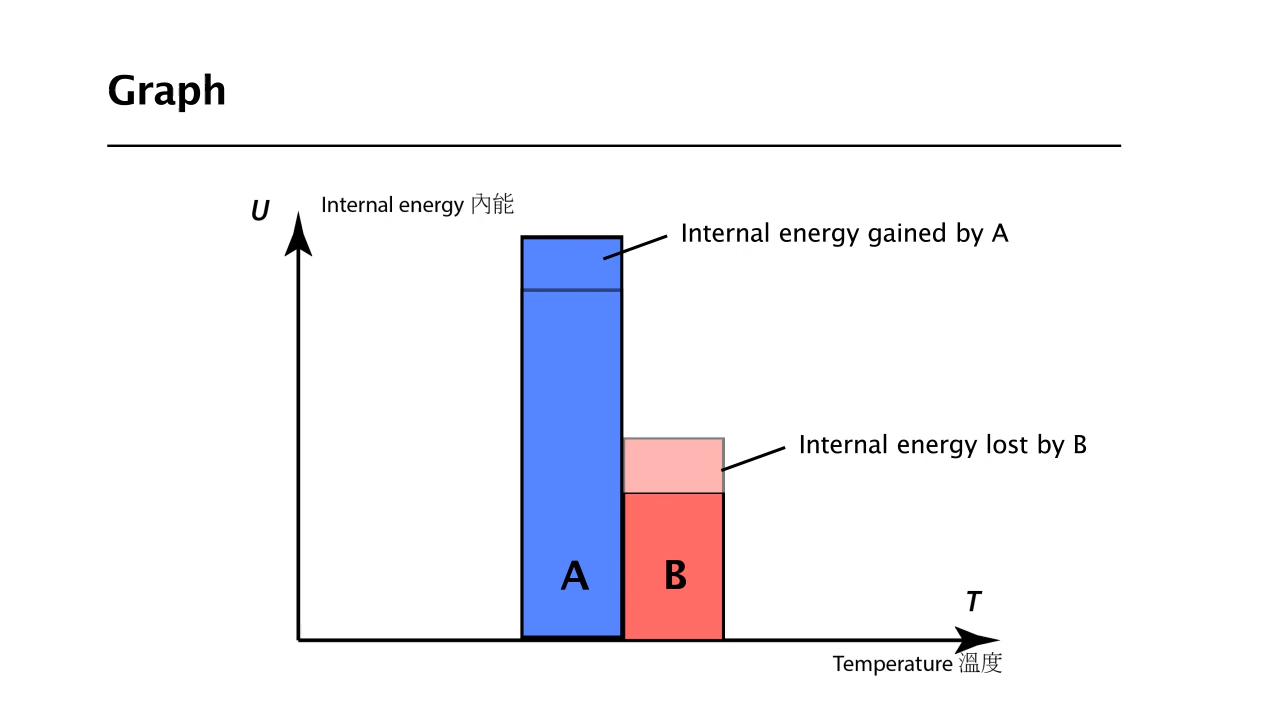 Graph
U
Internal energy 內能
Internal energy gained by A
Internal energy lost by B
A
B
T
Temperature 溫度